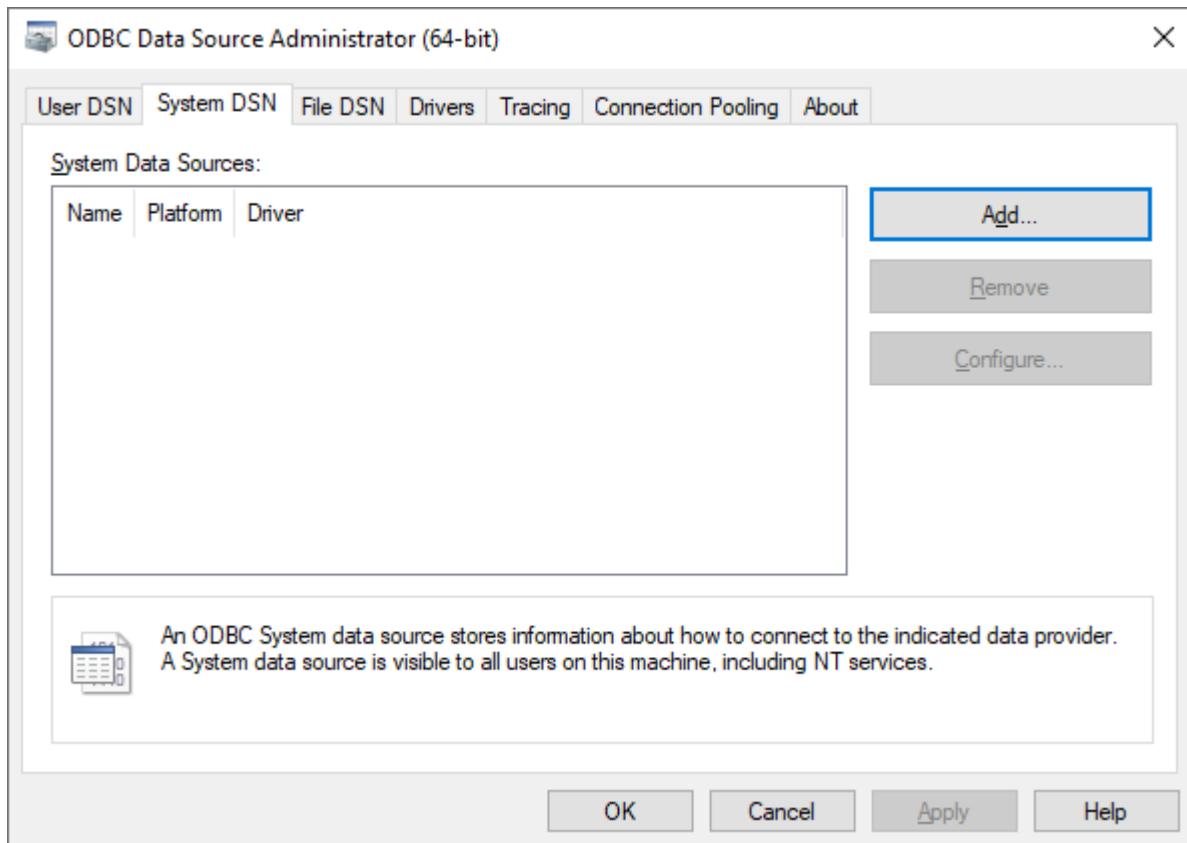 ODBC Data Source Administrator (64-bit)
User DSN System DSN File DSN Drivers Tracing Connection Pooling About
System Data Sources:
Name Platform Driver
Add...
Remove
Configure...
An ODBC System data source stores information about how to connect to the indicated data provider.
A System data source is visible to all users on this machine, including NT services.
OK Cancel Apply Help